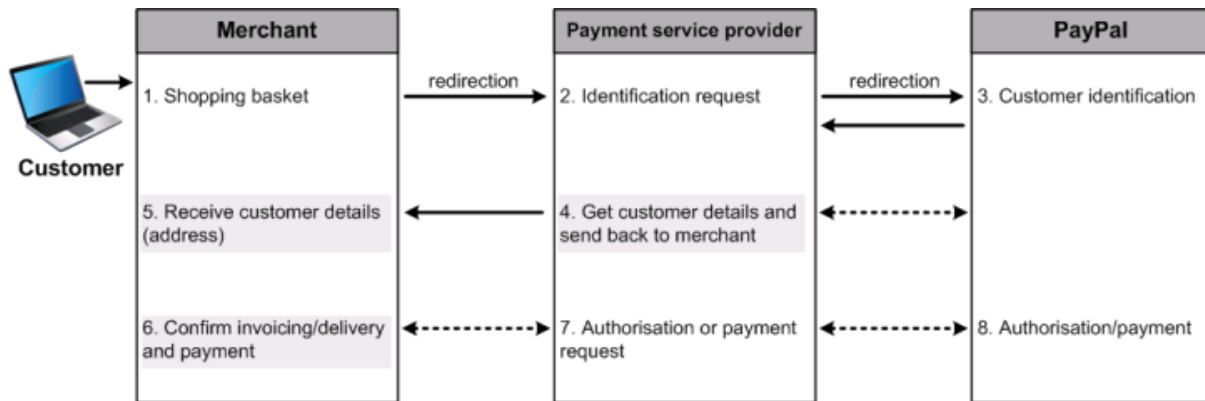 Merchant
Payment service provider
PayPal
Customer
1. Shopping basket
redirection
2. Identification request
redirection
3. Customer identification
5. Receive customer details
(address)
4. Get customer details and
send back to merchant
6. Confirm invoicing/delivery
and payment
7. Authorisation or payment
request
8. Authorisation/payment